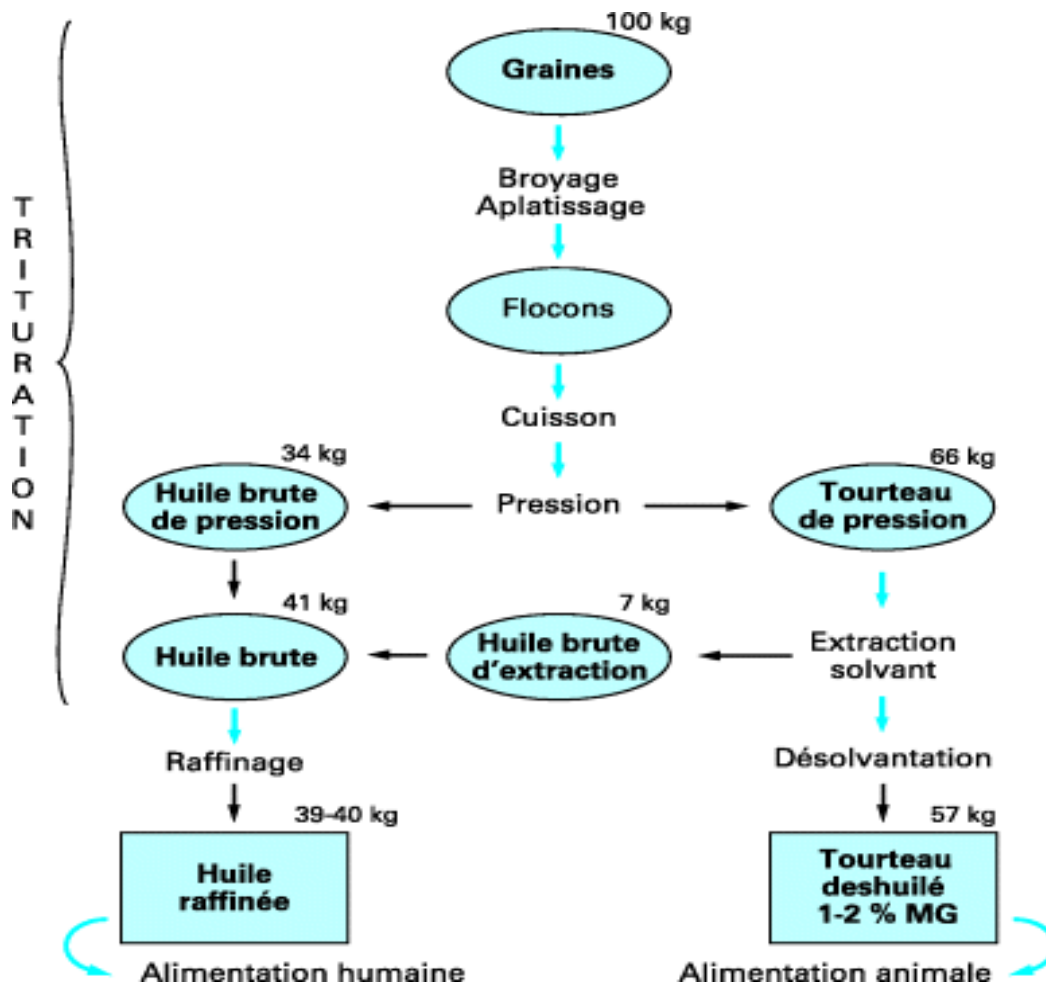 100 kg
Graines
Broyage
Aplatissage
TRITURATION
Flocons
Cuisson
34 kg
Huile brute
de pression
Pression
66 kg
Tourteau
de pression
41 kg
Huile brute
7 kg
Huile brute
d'extraction
Extraction
solvant
Raffinage
Désolvantation
39-40 kg
Huile
raffinée
57 kg
Tourteau
deshuilé
1-2 % MG
Alimentation humaine
Alimentation animale